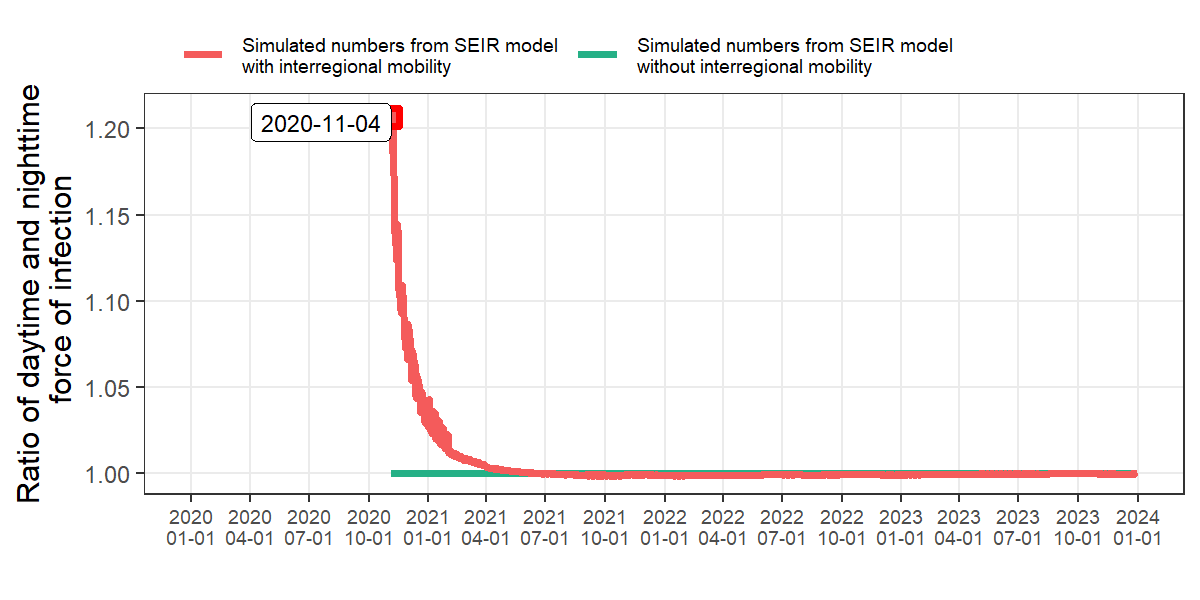 Simulated numbers from SEIR model
with interregional mobility
Simulated numbers from SEIR model
without interregional mobility
Ratio of daytime and nighttime
force of infection
1.20
1.15
1.10
1.05
1.00
2020-11-04
2020 2020 2020 2020 2021 2021 2021 2021 2022 2022 2022 2022 2023 2023 2023 2023 2024
01-01 04-01 07-01 10-01 01-01 04-01 07-01 10-01 01-01 04-01 07-01 10-01 01-01 04-01 07-01 10-01 01-01